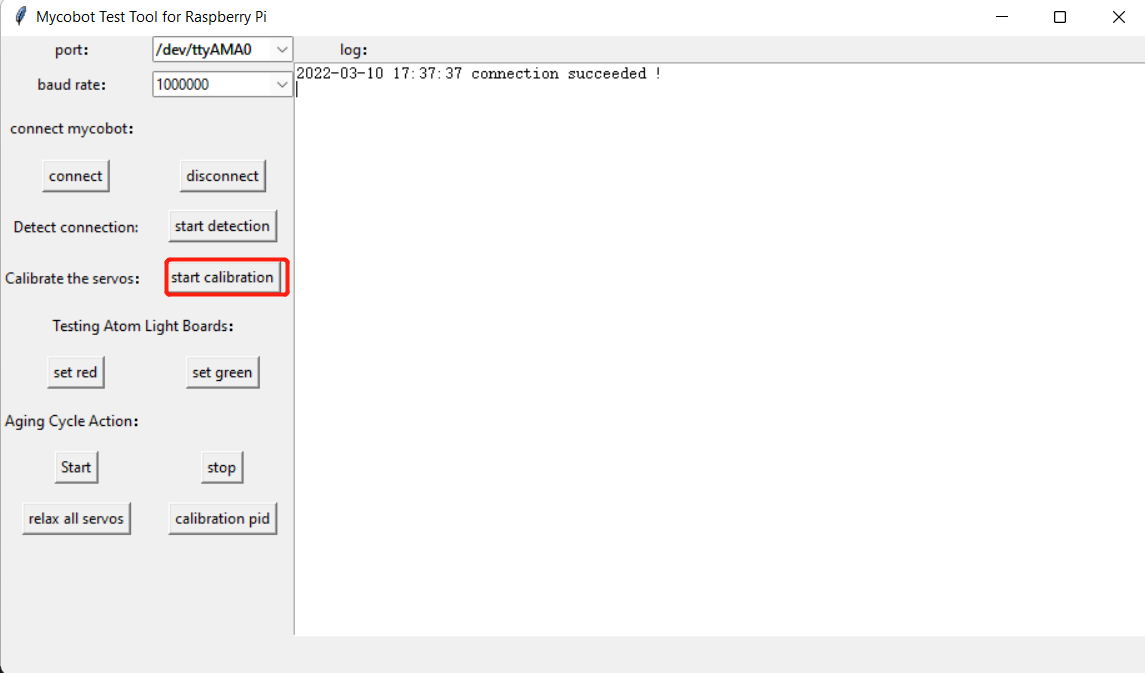 Mycobot Test Tool for Raspberry Pi
port:
/dev/ttyAMA0
log:
baud rate:
1000000
2022-03-10 17:37:37 connection succeeded !
connect mycobot:
connect
disconnect
Detect connection:
start detection
Calibrate the servos:
start calibration
Testing Atom Light Boards:
set red
set green
Aging Cycle Action:
Start
stop
relax all servos
calibration pid